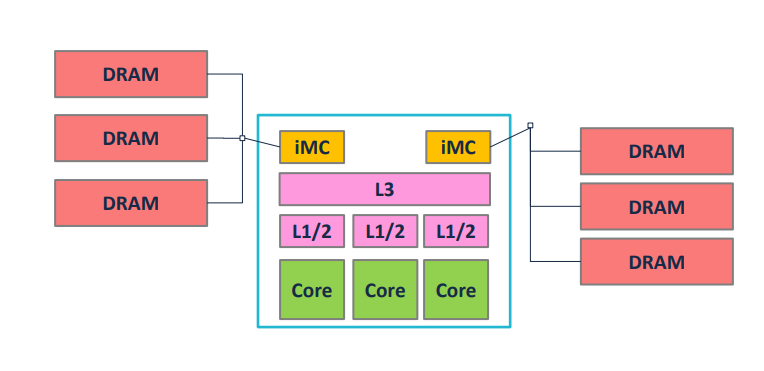 DRAM
DRAM
DRAM
iMC iMC
L3
L1/2 L1/2 L1/2
Core Core Core
DRAM
DRAM
DRAM